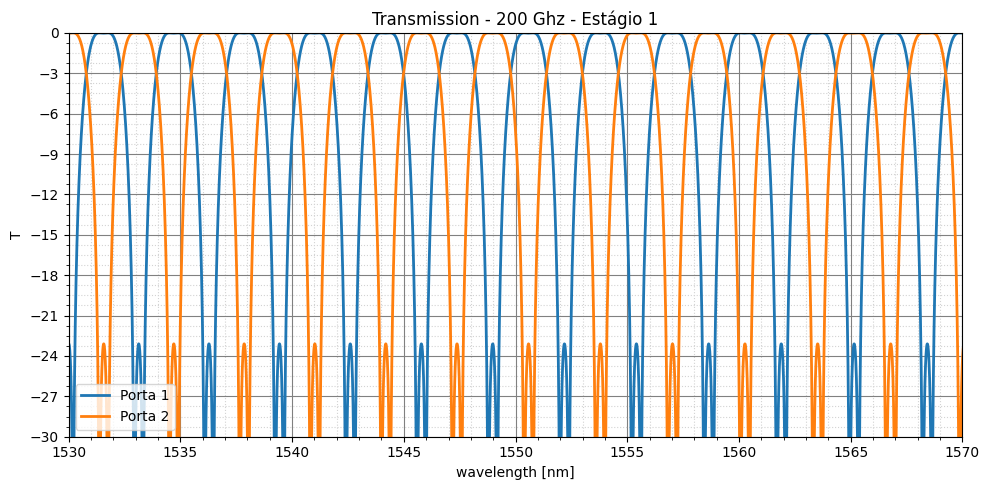 Transmission - 200 Ghz - Estágio 1
T
0
−3
−6
−9
−12
−15
−18
−21
−24
−27
−30
Porta 1
Porta 2
1530 1535 1540 1545 1550 1555 1560 1565 1570
wavelength [nm]